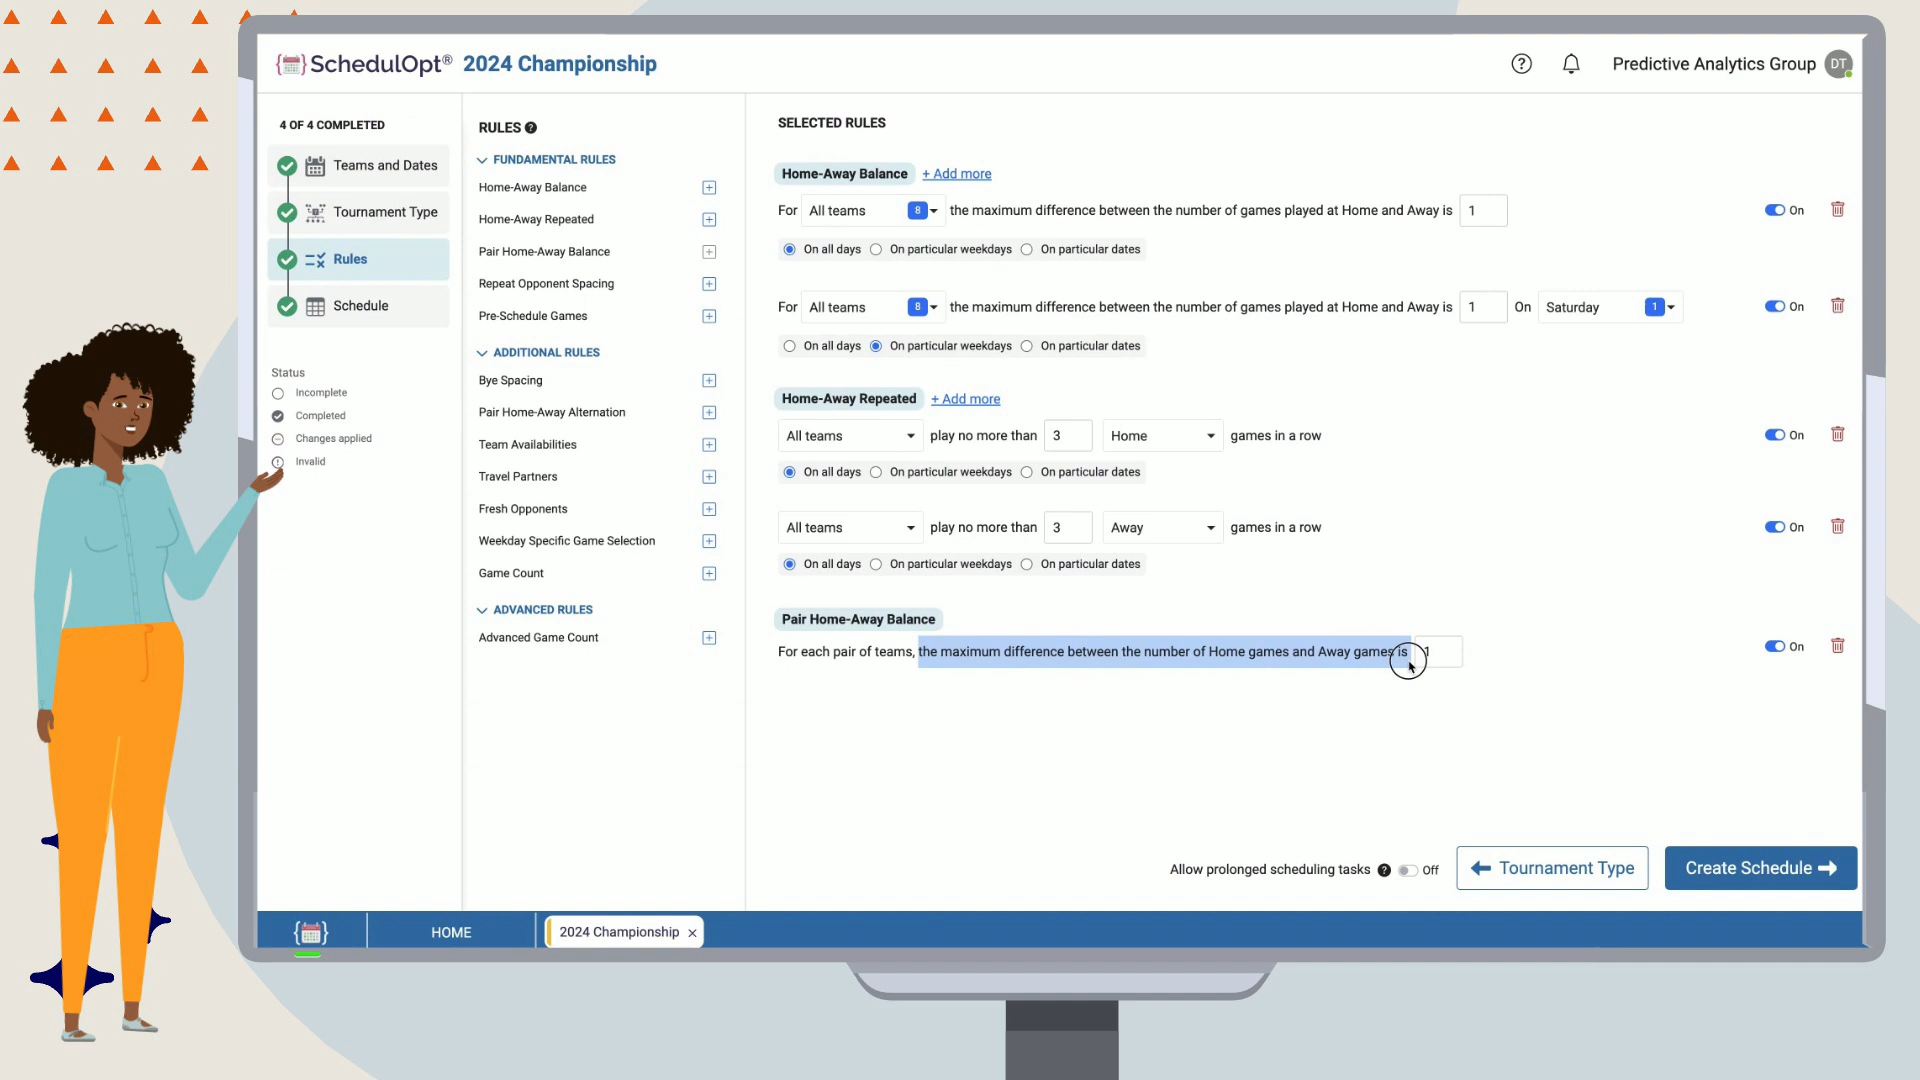 SchedulOpt® 2024 Championship
Predictive Analytics Group DT
4 OF 4 COMPLETED
Teams and Dates
Tournament Type
Rules
Schedule
Status
Incomplete
Completed
Changes applied
Invalid
RULES ?
FUNDAMENTAL RULES
Home-Away Balance
Home-Away Repeated
Pair Home-Away Balance
Repeat Opponent Spacing
Pre-Schedule Games
ADDITIONAL RULES
Bye Spacing
Pair Home-Away Alternation
Team Availabilities
Travel Partners
Fresh Opponents
Weekday Specific Game Selection
Game Count
ADVANCED RULES
Advanced Game Count
SELECTED RULES
Home-Away Balance + Add more
For All teams 8 the maximum difference between the number of games played at Home and Away is 1 On
On all days On particular weekdays On particular dates
For All teams 8 the maximum difference between the number of games played at Home and Away is 1 On Saturday 1 On
On all days On particular weekdays On particular dates
Home-Away Repeated + Add more
All teams play no more than 3 Home games in a row On
On all days On particular weekdays On particular dates
All teams play no more than 3 Away games in a row On
On all days On particular weekdays On particular dates
Pair Home-Away Balance
For each pair of teams, the maximum difference between the number of Home games and Away games is 1 On
Allow prolonged scheduling tasks ? Off Tournament Type Create Schedule
HOME 2024 Championship ×